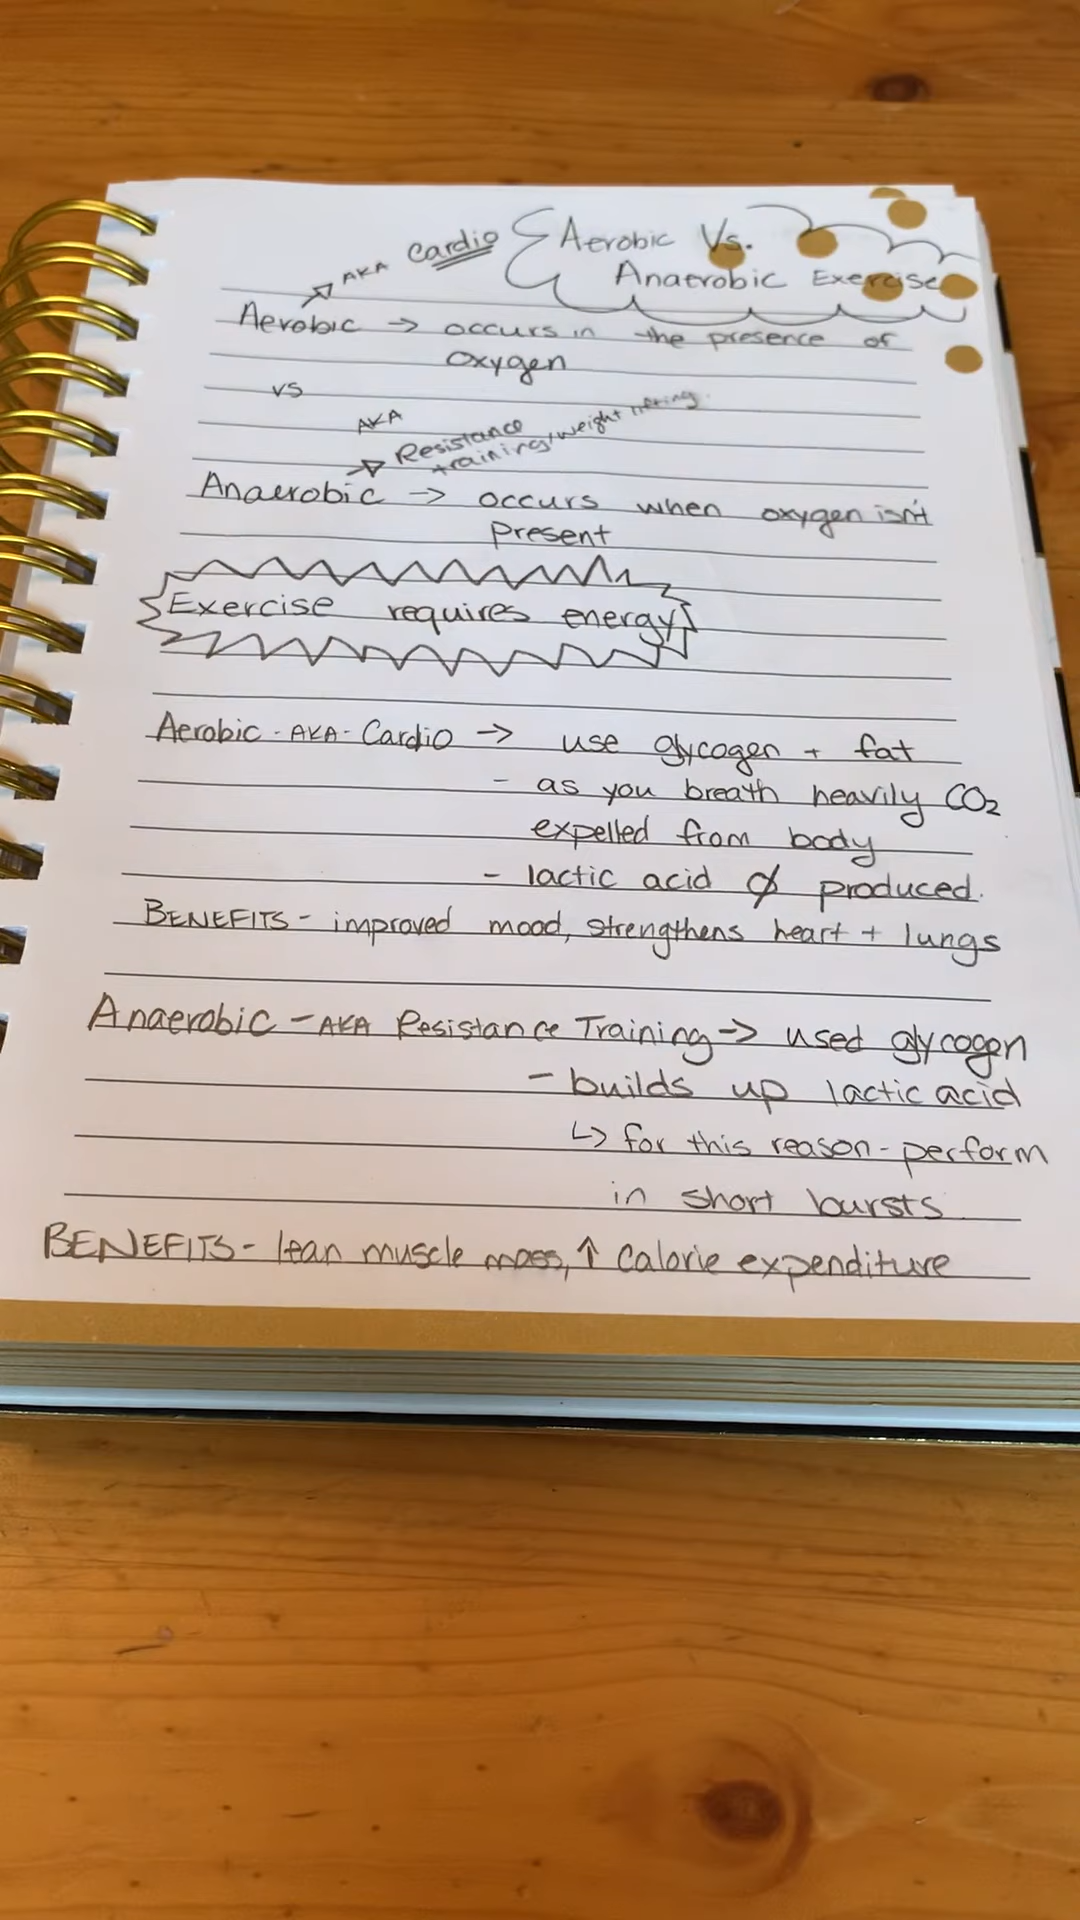 Aerobic Vs.
Anaerobic Exercise
AKA Cardio
Aerobic → occurs in the presence of
oxygen
vs
AKA
Resistance
training/weight lifting
Anaerobic → occurs when oxygen isn't
present
Exercise requires energy
Aerobic - AKA - Cardio → use glycogen + fat
- as you breath heavily CO2
expelled from body
- lactic acid ∅ produced.
BENEFITS - improved mood, strengthens heart + lungs
Anaerobic - AKA Resistance Training → used glycogen
- builds up lactic acid
↳ for this reason - perform
in short bursts
BENEFITS - lean muscle mass, ↑ calorie expenditure